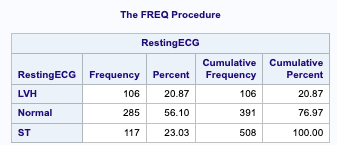 The FREQ Procedure
RestingECG
RestingECG Frequency Percent Cumulative Frequency Cumulative Percent
LVH 106 20.87 106 20.87
Normal 285 56.10 391 76.97
ST 117 23.03 508 100.00